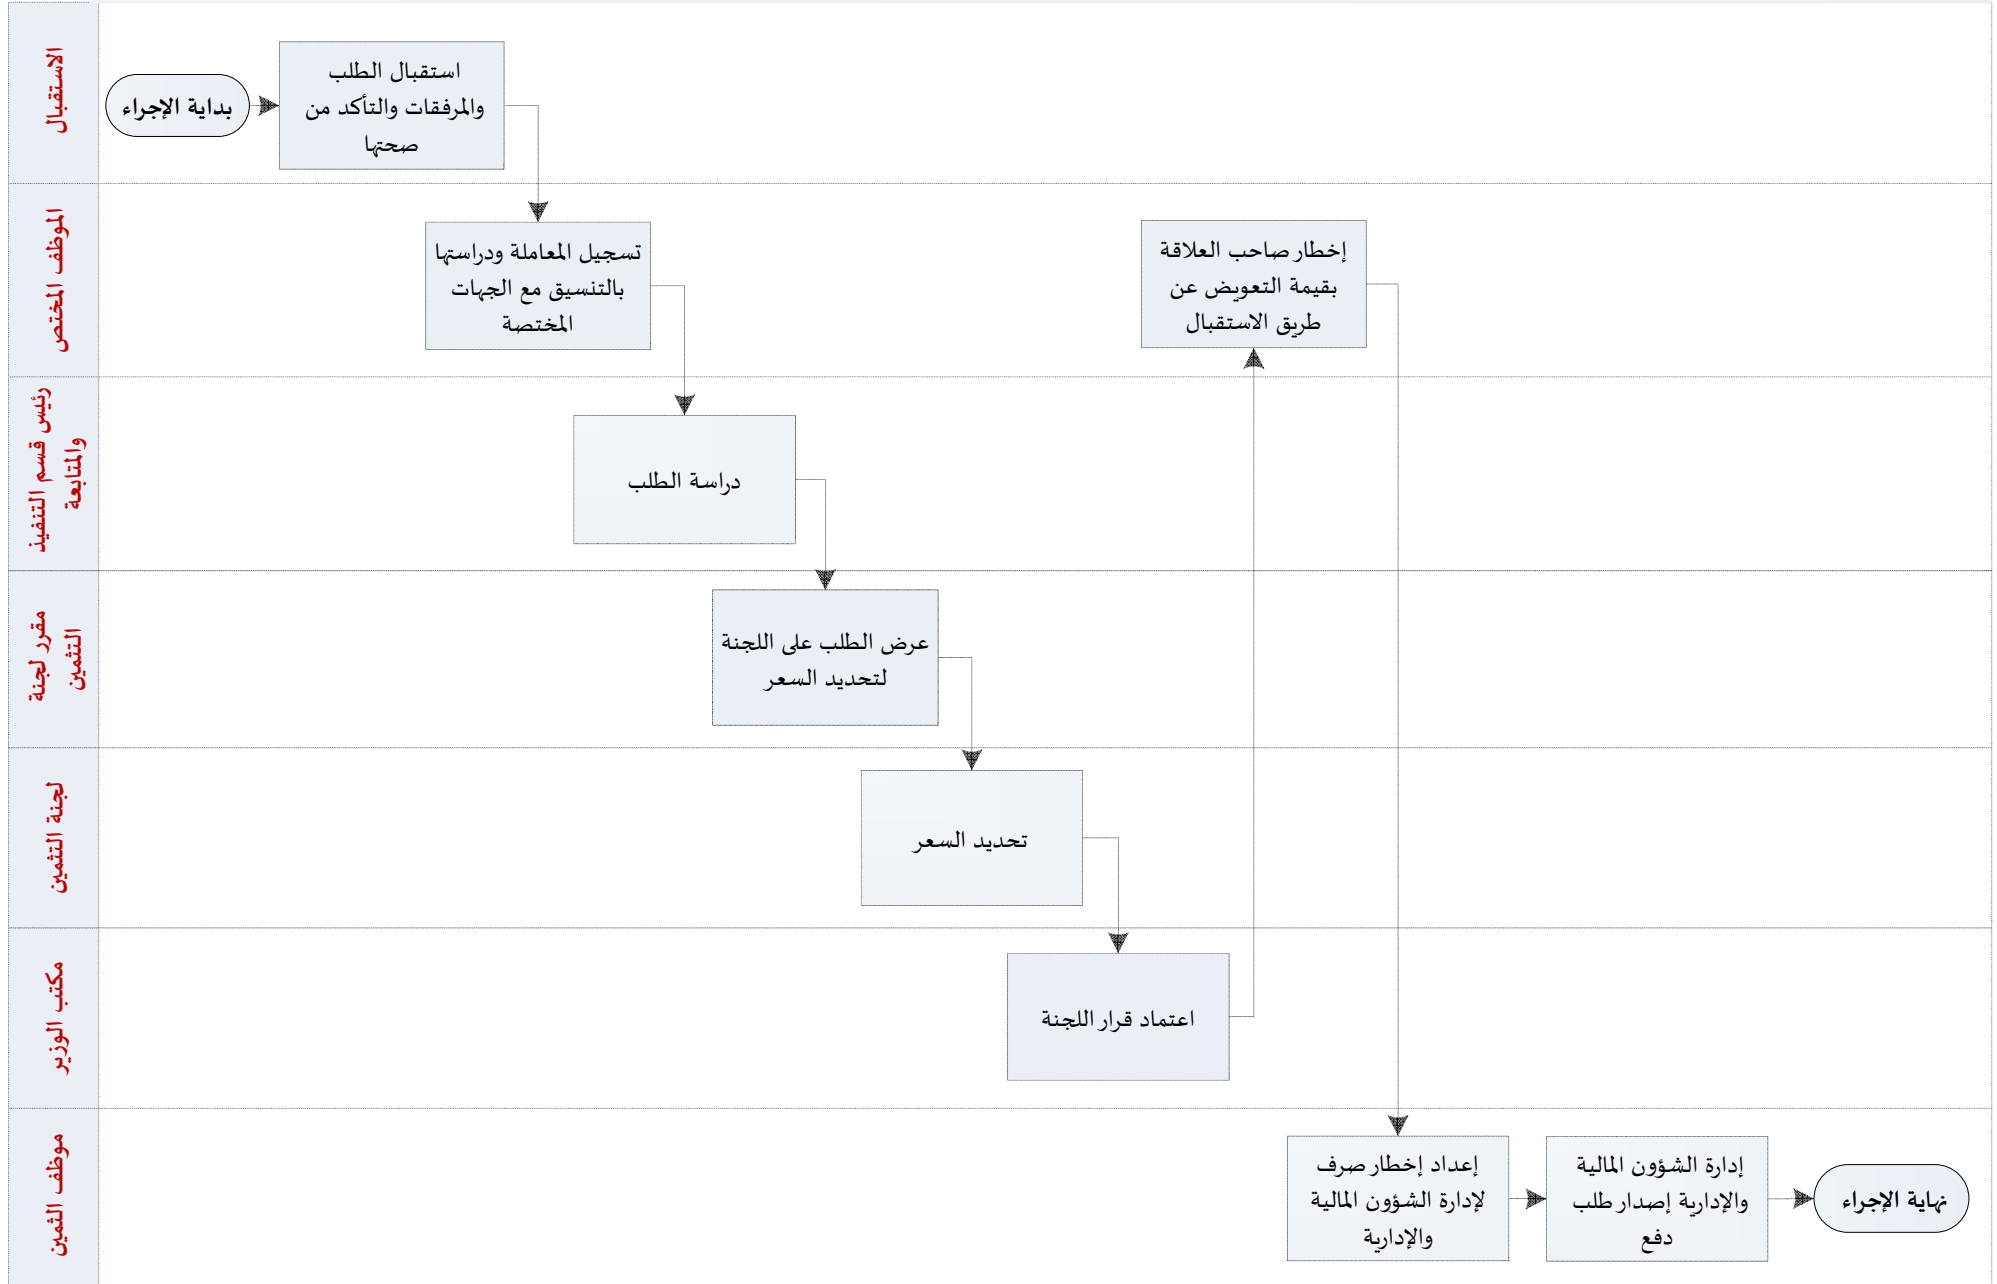 الاستقبال
بداية الإجراء
استقبال الطلب
والمرفقات والتأكد من
صحتها
الموظف المختص
تسجيل المعاملة ودراستها
بالتنسيق مع الجهات
المختصة
إخطار صاحب العلاقة
بقيمة التعويض عن
طريق الاستقبال
رئيس قسم التنفيذ
والمتابعة
دراسة الطلب
مقرر لجنة
التثمين
عرض الطلب على اللجنة
لتحديد السعر
لجنة التثمين
تحديد السعر
مكتب الوزير
اعتماد قرار اللجنة
موظف الثمين
إعداد إخطار صرف
لإدارة الشؤون المالية
والإدارية
إدارة الشؤون المالية
والإدارية إصدار طلب
دفع
نهاية الإجراء